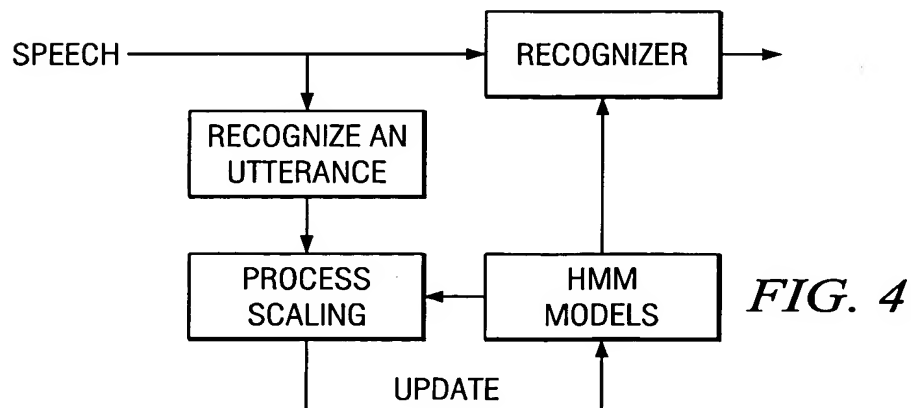 SPEECH
RECOGNIZER
RECOGNIZE AN
UTTERANCE
PROCESS
SCALING
HMM
MODELS
FIG. 4
UPDATE